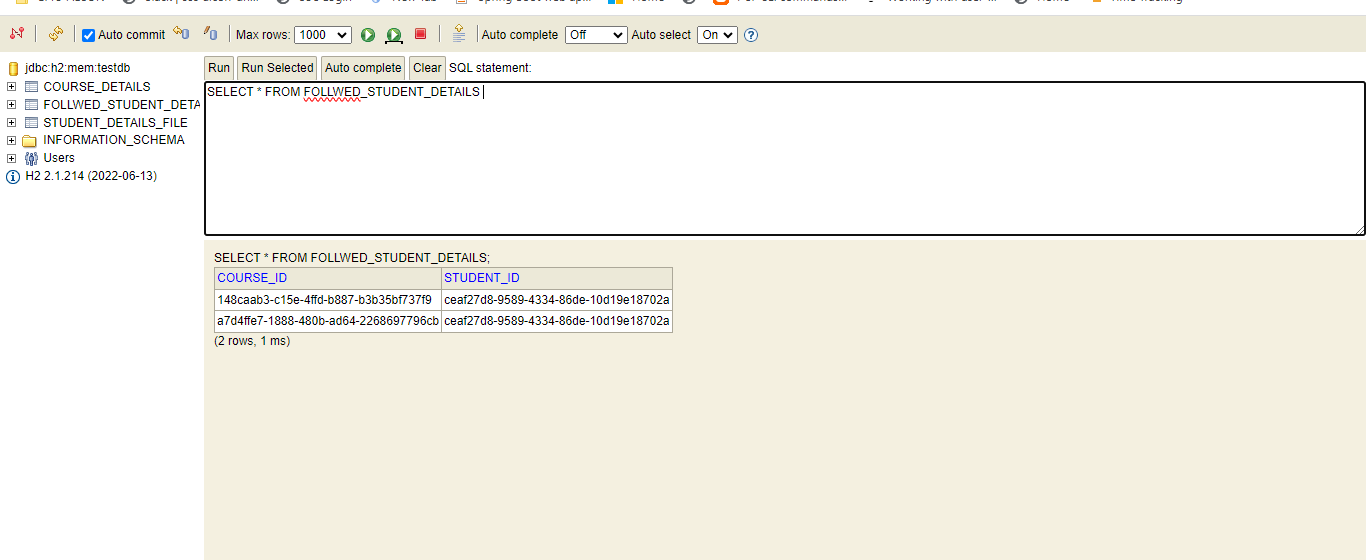 Home
Home
Auto commit Max rows: 1000 Auto complete Off Auto select On
jdbc:h2:mem:testdb
COURSE_DETAILS
FOLLWED_STUDENT_DETA
STUDENT_DETAILS_FILE
INFORMATION_SCHEMA
Users
H2 2.1.214 (2022-06-13)
Run Run Selected Auto complete Clear SQL statement:
SELECT * FROM FOLLWED_STUDENT_DETAILS
SELECT * FROM FOLLWED_STUDENT_DETAILS;
COURSE_ID STUDENT_ID
148caab3-c15e-4ffd-b887-b3b35bf737f9 ceaf27d8-9589-4334-86de-10d19e18702a
a7d4ffe7-1888-480b-ad64-2268697796cb ceaf27d8-9589-4334-86de-10d19e18702a
(2 rows, 1 ms)